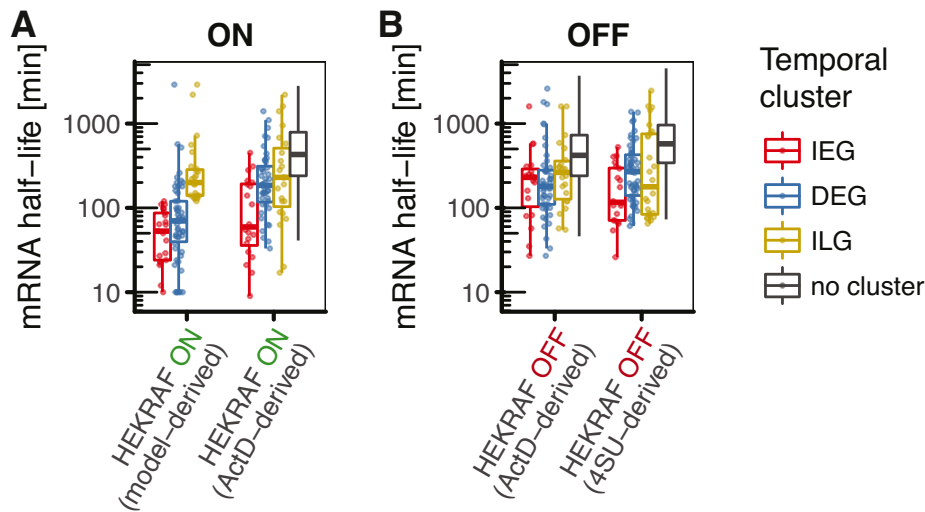 A
ON
mRNA half−life [min]
1000
100
10
HEKRAF ON
(model−derived)
HEKRAF ON
(ActD−derived)
B
OFF
mRNA half−life [min]
1000
100
10
HEKRAF OFF
(ActD−derived)
HEKRAF OFF
(4SU−derived)
Temporal
cluster
IEG
DEG
ILG
no cluster